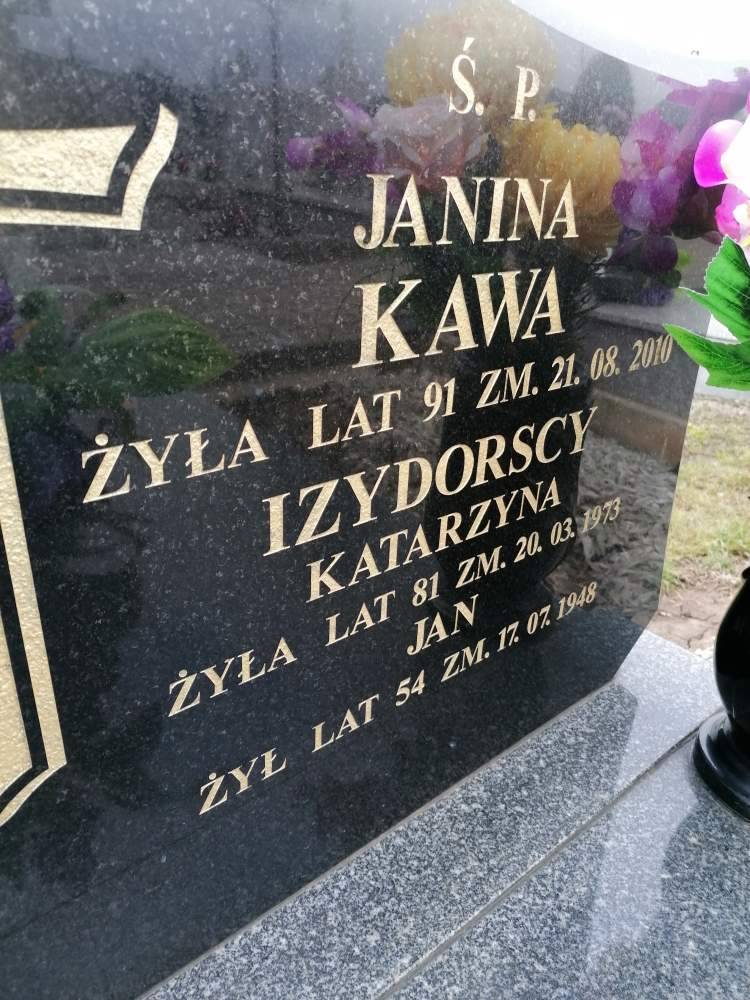 Ś. P.
JANINA
KAWA
ŻYŁA LAT 91 ZM. 21. 08. 2010
IZYDORSCY
KATARZYNA
ŻYŁA LAT 81 ZM. 20. 03. 1973
JAN
ŻYŁ LAT 54 ZM. 17. 07. 1948